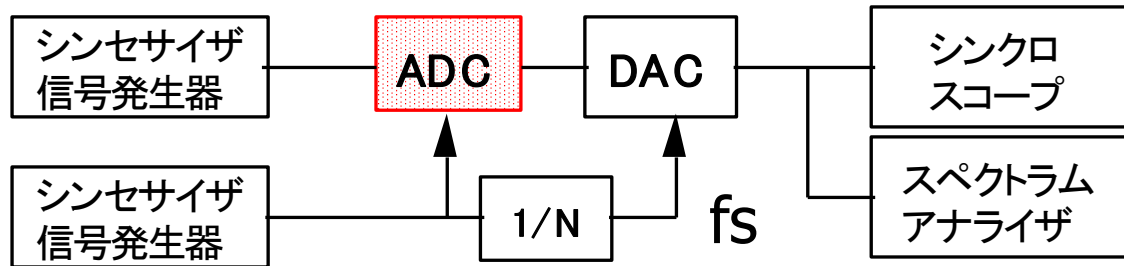 シンセサイザ
信号発生器
ADC
DAC
シンクロ
スコープ
シンセサイザ
信号発生器
1/N
fs
スペクトラム
アナライザ